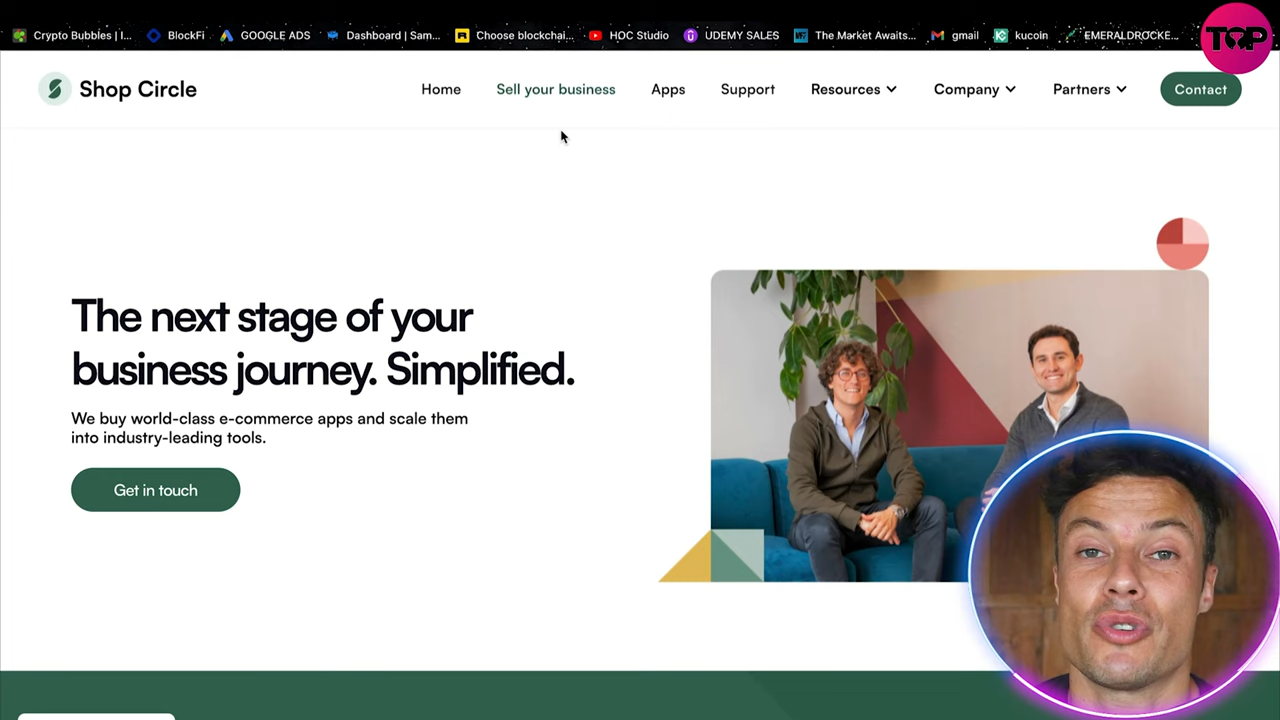 Crypto Bubbles | I...
BlockFi
GOOGLE ADS
Dashboard | Sam...
Choose blockchai...
HOC Studio
UDEMY SALES
The Market Awaits...
gmail
kucoin
EMERALDROCKE...
TOP
Shop Circle
Home
Sell your business
Apps
Support
Resources
Company
Partners
Contact
The next stage of your
business journey. Simplified.
We buy world-class e-commerce apps and scale them
into industry-leading tools.
Get in touch